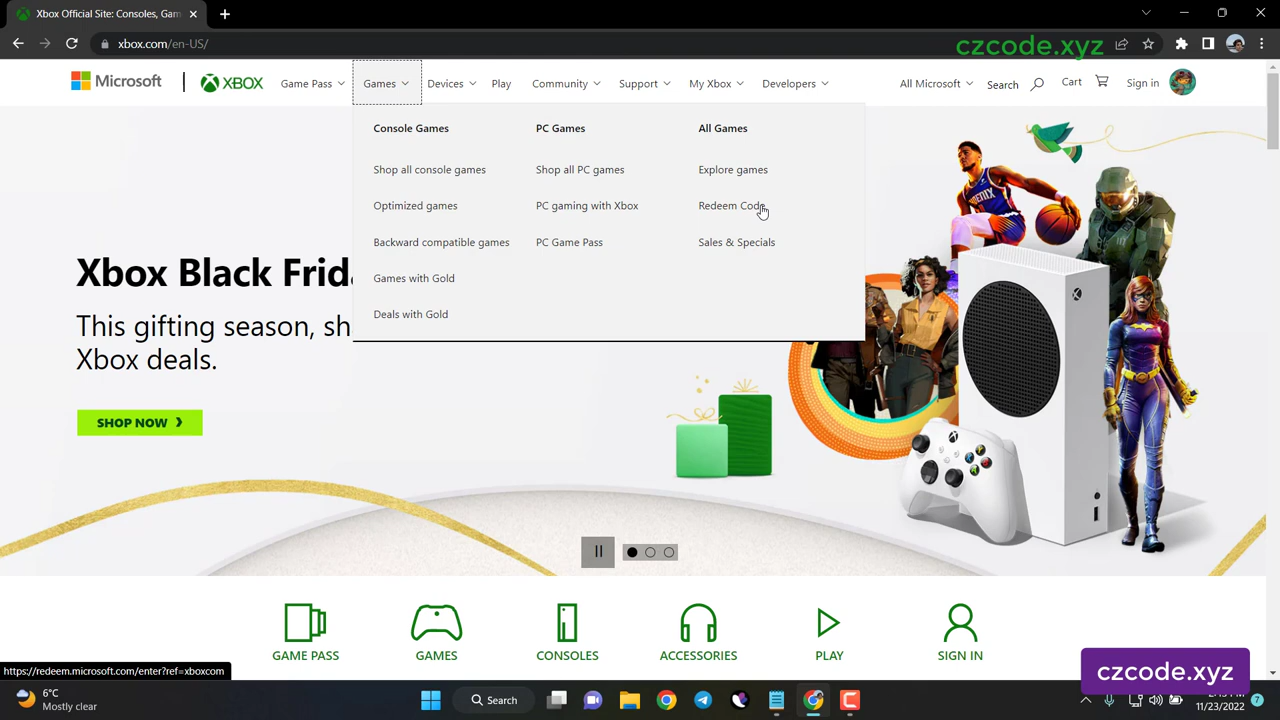 Xbox Official Site: Consoles, Gam
xbox.com/en-US/
czcode.xyz
Microsoft XBOX Game Pass Games Devices Play Community Support My Xbox Developers All Microsoft Search Cart Sign in
Console Games PC Games All Games
Shop all console games Shop all PC games Explore games
Optimized games PC gaming with Xbox Redeem Code
Backward compatible games PC Game Pass Sales & Specials
Games with Gold
Deals with Gold
PHOENIX
Xbox Black Frid
This gifting season, sh
Xbox deals.
SHOP NOW
GAME PASS GAMES CONSOLES ACCESSORIES PLAY SIGN IN
https://redeem.microsoft.com/enter?ref=xboxcom
czcode.xyz
6°C
Mostly clear
Search
11/23/2022
7